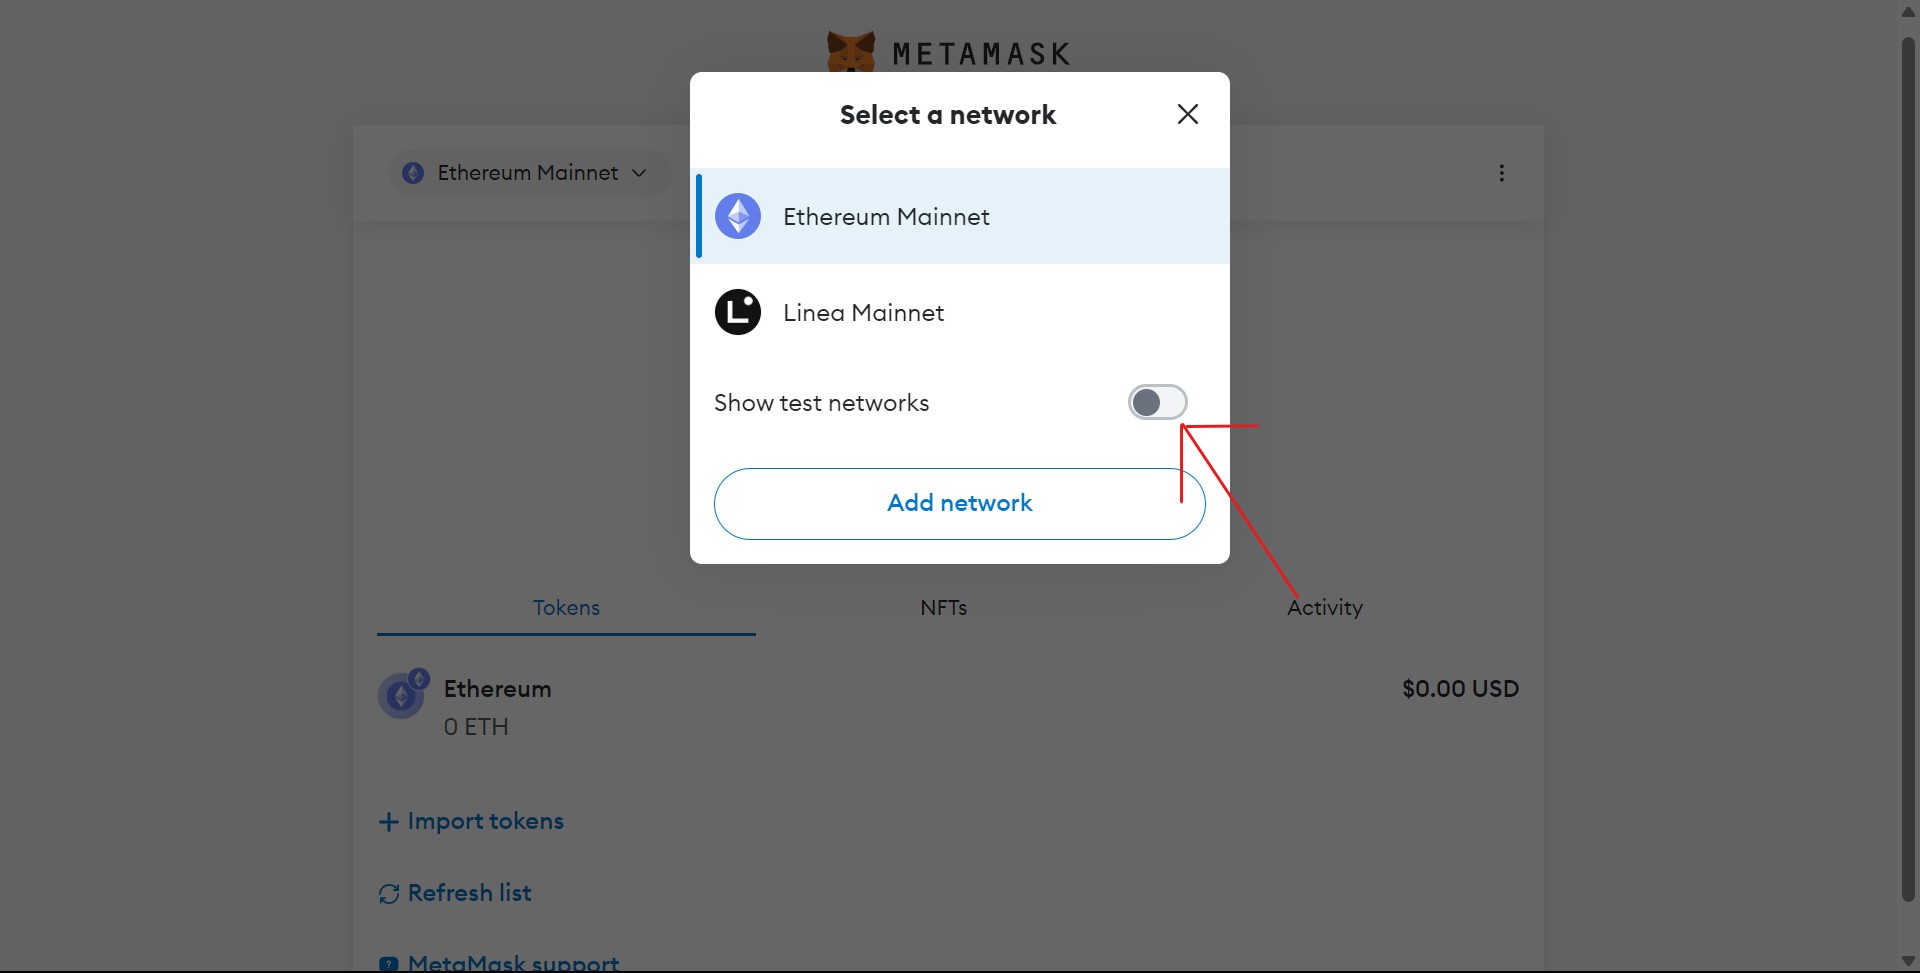 METAMASK
Select a network
Ethereum Mainnet
Ethereum Mainnet
Linea Mainnet
Show test networks
Add network
Tokens
NFTs
Activity
Ethereum
$0.00 USD
0 ETH
+ Import tokens
Refresh list
MetaMask support